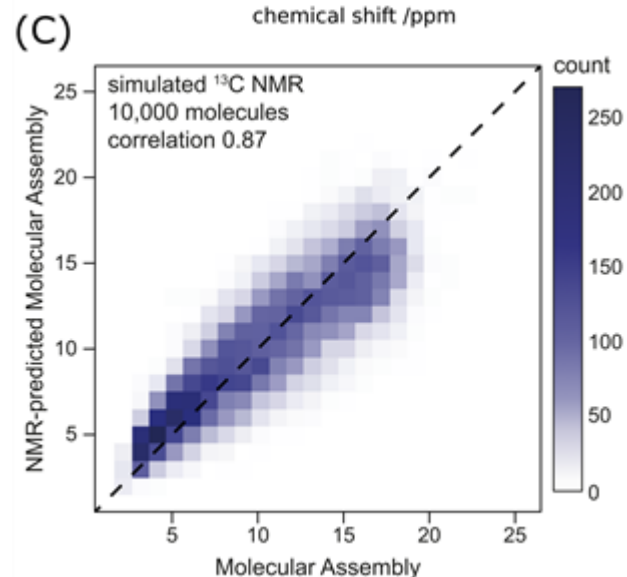 chemical shift /ppm
(C)
count
simulated ¹³C NMR
10,000 molecules
correlation 0.87
NMR-predicted Molecular Assembly
25
20
15
10
5
5
10
15
20
25
Molecular Assembly
250
200
150
100
50
0